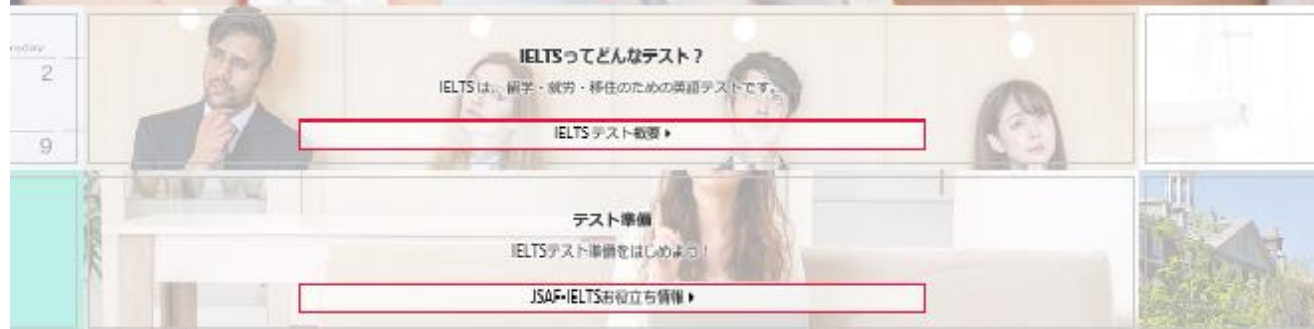 IELTSってどんなテスト？
IELTSは、留学・就労・移住のための英語テストです。
2
IELTSテスト概要
9
テスト準備
IELTSテスト準備をはじめよう！
JSAF-IELTSお役立ち情報